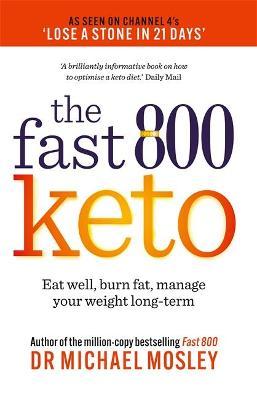 AS SEEN ON CHANNEL 4's
'LOSE A STONE IN 21 DAYS'
'A brilliantly informative book on how
to optimise a keto diet.' Daily Mail
the
fast 800
keto
Eat well, burn fat, manage
your weight long-term
Author of the million-copy bestselling Fast 800
DR MICHAEL MOSLEY